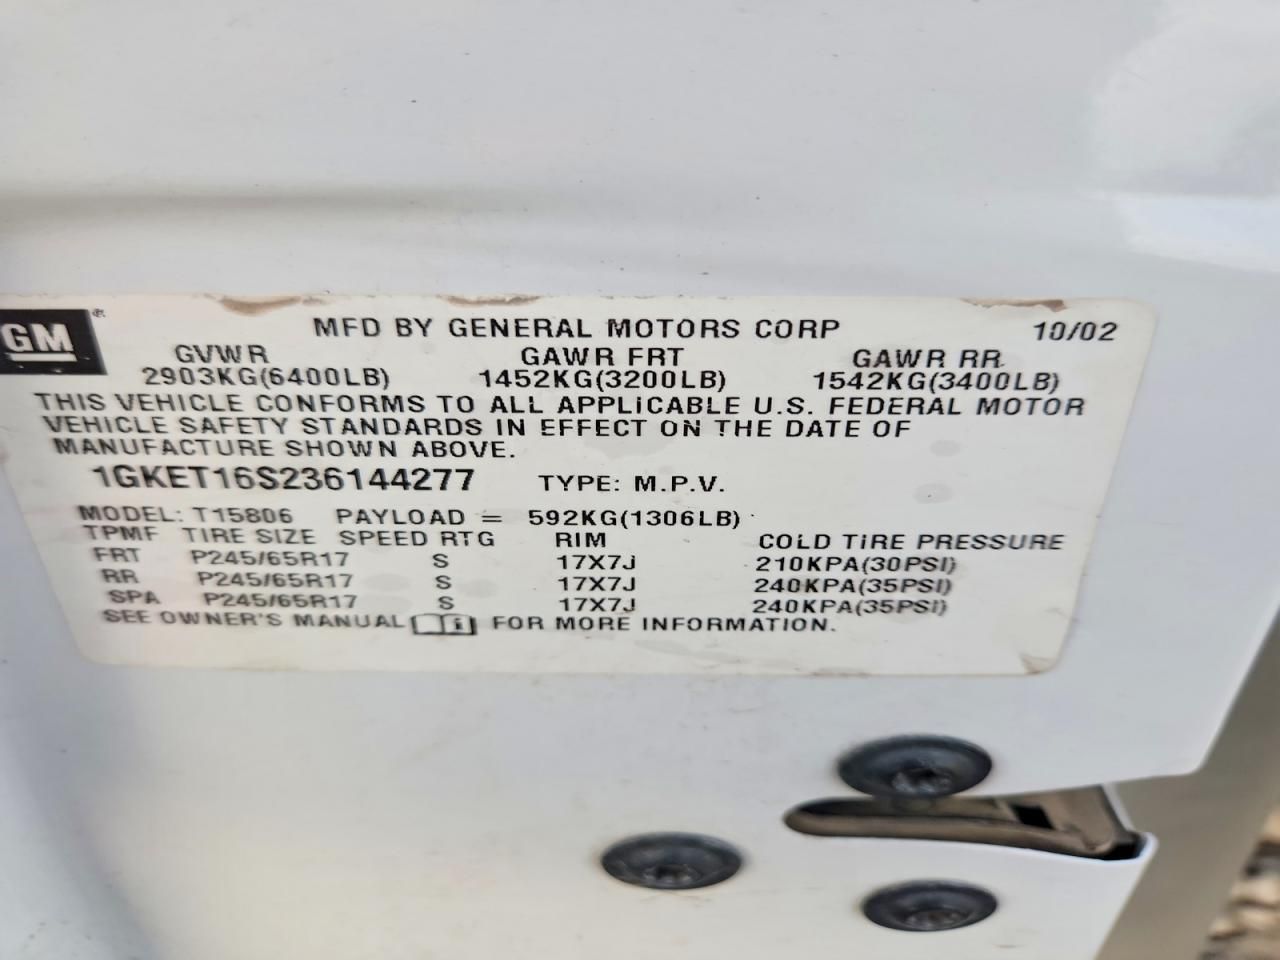 GM®
MFD BY GENERAL MOTORS CORP 10/02
GVWR GAWR FRT GAWR RR
2903KG(6400LB) 1452KG(3200LB) 1542KG(3400LB)
THIS VEHICLE CONFORMS TO ALL APPLICABLE U.S. FEDERAL MOTOR
VEHICLE SAFETY STANDARDS IN EFFECT ON THE DATE OF
MANUFACTURE SHOWN ABOVE.
1GKET16S236144277 TYPE: M.P.V.
MODEL: T15806 PAYLOAD = 592KG(1306LB)
TPMF TIRE SIZE SPEED RTG RIM COLD TIRE PRESSURE
FRT P245/65R17 S 17X7J 210KPA(30PSI)
RR P245/65R17 S 17X7J 240KPA(35PSI)
SPA P245/65R17 S 17X7J 240KPA(35PSI)
SEE OWNER'S MANUAL i FOR MORE INFORMATION.